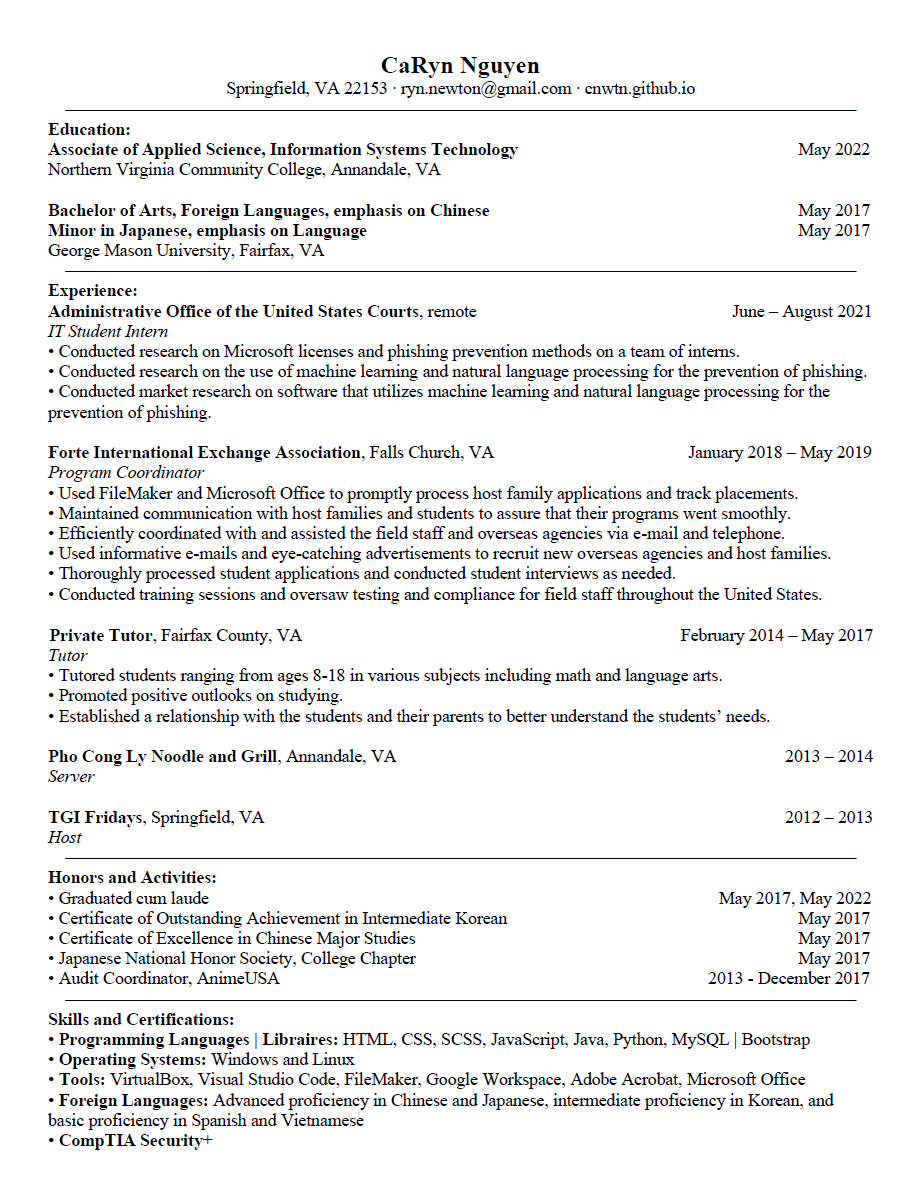 CaRyn Nguyen
Springfield, VA 22153 · ryn.newton@gmail.com · cnwtn.github.io
Education:
Associate of Applied Science, Information Systems Technology May 2022
Northern Virginia Community College, Annandale, VA
Bachelor of Arts, Foreign Languages, emphasis on Chinese May 2017
Minor in Japanese, emphasis on Language May 2017
George Mason University, Fairfax, VA
Experience:
Administrative Office of the United States Courts, remote June – August 2021
IT Student Intern
• Conducted research on Microsoft licenses and phishing prevention methods on a team of interns.
• Conducted research on the use of machine learning and natural language processing for the prevention of phishing.
• Conducted market research on software that utilizes machine learning and natural language processing for the
prevention of phishing.
Forte International Exchange Association, Falls Church, VA January 2018 – May 2019
Program Coordinator
• Used FileMaker and Microsoft Office to promptly process host family applications and track placements.
• Maintained communication with host families and students to assure that their programs went smoothly.
• Efficiently coordinated with and assisted the field staff and overseas agencies via e-mail and telephone.
• Used informative e-mails and eye-catching advertisements to recruit new overseas agencies and host families.
• Thoroughly processed student applications and conducted student interviews as needed.
• Conducted training sessions and oversaw testing and compliance for field staff throughout the United States.
Private Tutor, Fairfax County, VA February 2014 – May 2017
Tutor
• Tutored students ranging from ages 8-18 in various subjects including math and language arts.
• Promoted positive outlooks on studying.
• Established a relationship with the students and their parents to better understand the students’ needs.
Pho Cong Ly Noodle and Grill, Annandale, VA 2013 – 2014
Server
TGI Fridays, Springfield, VA 2012 – 2013
Host
Honors and Activities:
• Graduated cum laude May 2017, May 2022
• Certificate of Outstanding Achievement in Intermediate Korean May 2017
• Certificate of Excellence in Chinese Major Studies May 2017
• Japanese National Honor Society, College Chapter May 2017
• Audit Coordinator, AnimeUSA 2013 - December 2017
Skills and Certifications:
• Programming Languages | Libraires: HTML, CSS, SCSS, JavaScript, Java, Python, MySQL | Bootstrap
• Operating Systems: Windows and Linux
• Tools: VirtualBox, Visual Studio Code, FileMaker, Google Workspace, Adobe Acrobat, Microsoft Office
• Foreign Languages: Advanced proficiency in Chinese and Japanese, intermediate proficiency in Korean, and
basic proficiency in Spanish and Vietnamese
• CompTIA Security+